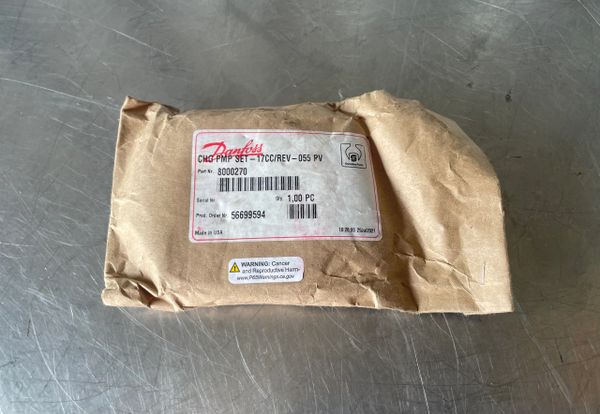 Danfoss
CHG PMP SET-17CC/REV-055 PV
Part Nr. 8000270
Serial Nr
Qty. 1,00 PC
Prod. Order Nr. 56699594
Made in USA
WARNING: Cancer
and Reproductive Harm-
www.P65Warnings.ca.gov